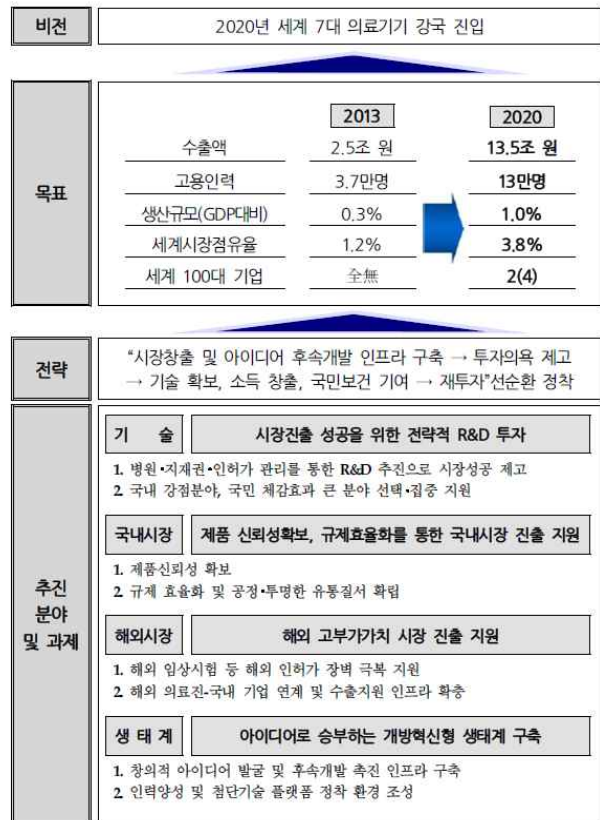 비전
2020년 세계 7대 의료기기 강국 진입
목표
2013 2020
수출액 2.5조 원 13.5조 원
고용인력 3.7만명 13만명
생산규모(GDP대비) 0.3% 1.0%
세계시장점유율 1.2% 3.8%
세계 100대 기업 全無 2(4)
전략
“시장창출 및 아이디어 후속개발 인프라 구축 → 투자의욕 제고
→ 기술 확보, 소득 창출, 국민보건 기여 → 재투자”선순환 정착
추진
분야
및 과제
기 술 시장진출 성공을 위한 전략적 R&D 투자
1. 병원•지재권•인허가 관리를 통한 R&D 추진으로 시장성공 제고
2. 국내 강점분야, 국민 체감효과 큰 분야 선택•집중 지원
국내시장 제품 신뢰성확보, 규제효율화를 통한 국내시장 진출 지원
1. 제품신뢰성 확보
2. 규제 효율화 및 공정•투명한 유통질서 확립
해외시장 해외 고부가가치 시장 진출 지원
1. 해외 임상시험 등 해외 인허가 장벽 극복 지원
2. 해외 의료진-국내 기업 연계 및 수출지원 인프라 확충
생 태 계 아이디어로 승부하는 개방혁신형 생태계 구축
1. 창의적 아이디어 발굴 및 후속개발 촉진 인프라 구축
2. 인력양성 및 첨단기술 플랫폼 정착 환경 조성